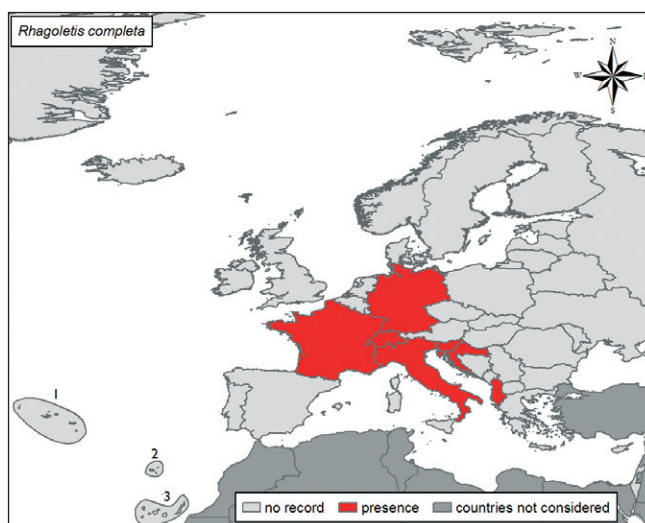 Rhagoletis completa
N
W E
S
1
2
3
no record presence countries not considered